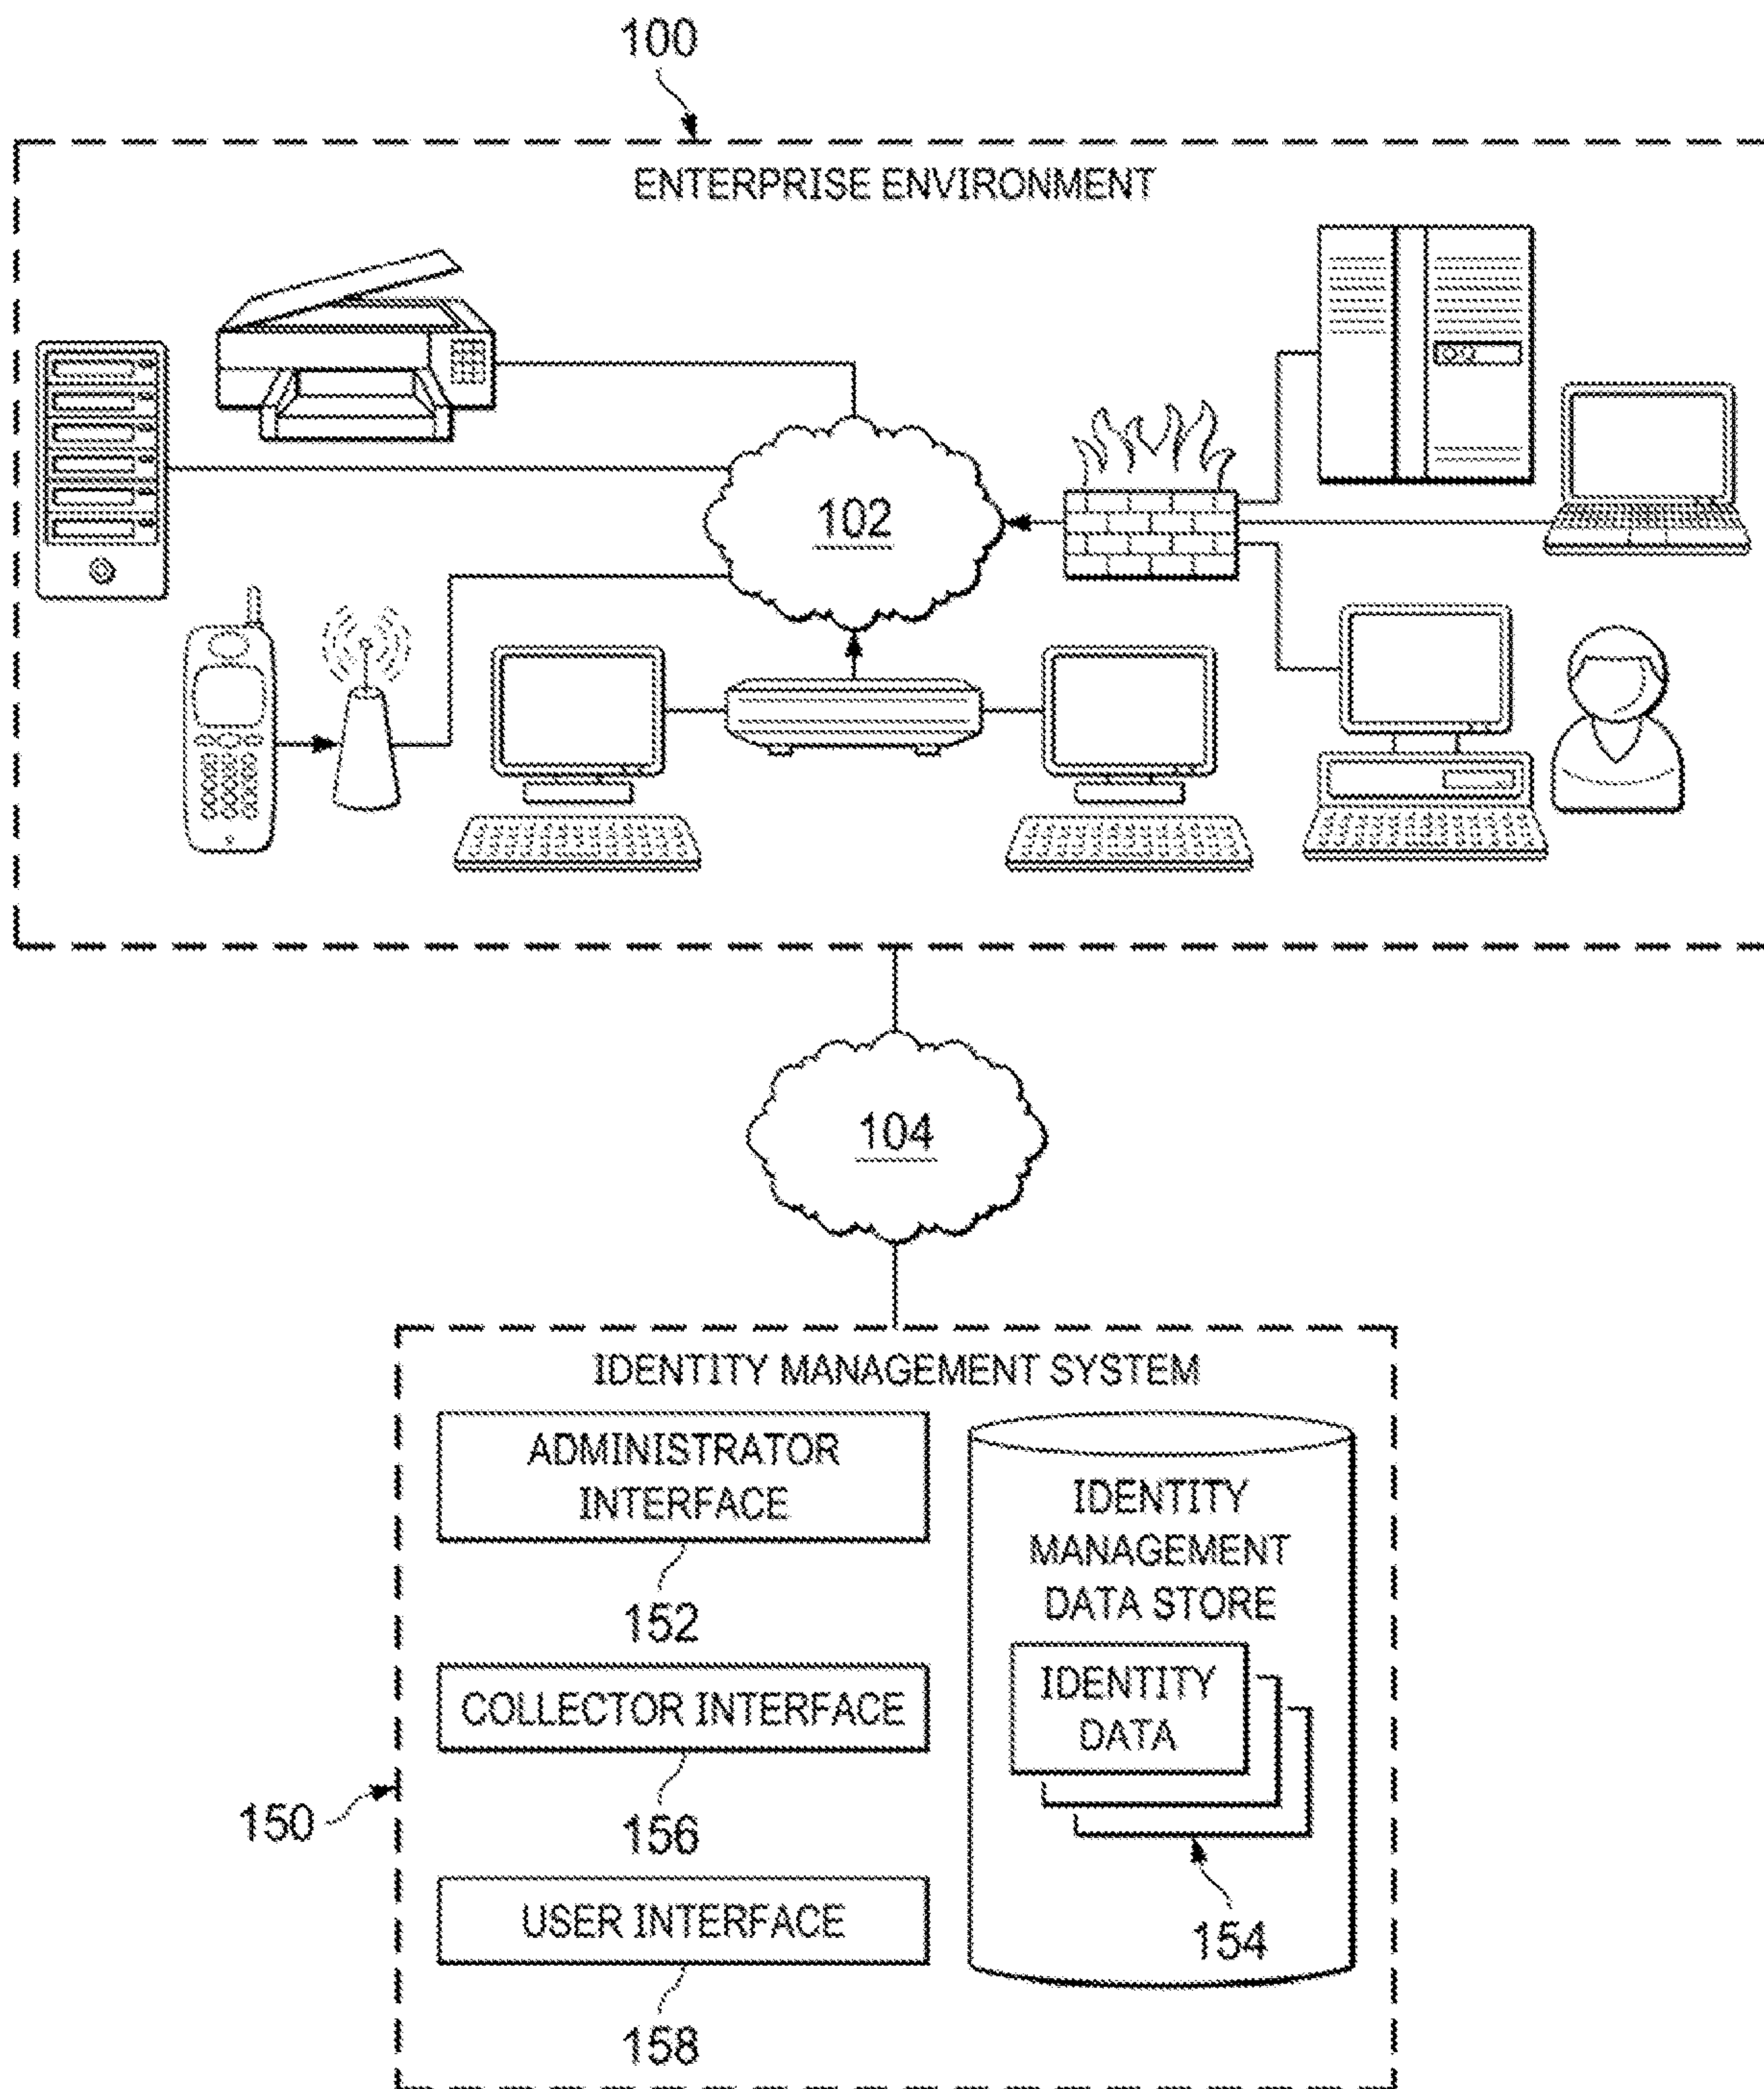 100
ENTERPRISE ENVIRONMENT
102
104
IDENTITY MANAGEMENT SYSTEM
ADMINISTRATOR
INTERFACE
152
COLLECTOR INTERFACE
156
USER INTERFACE
158
IDENTITY
MANAGEMENT
DATA STORE
IDENTITY
DATA
154
150